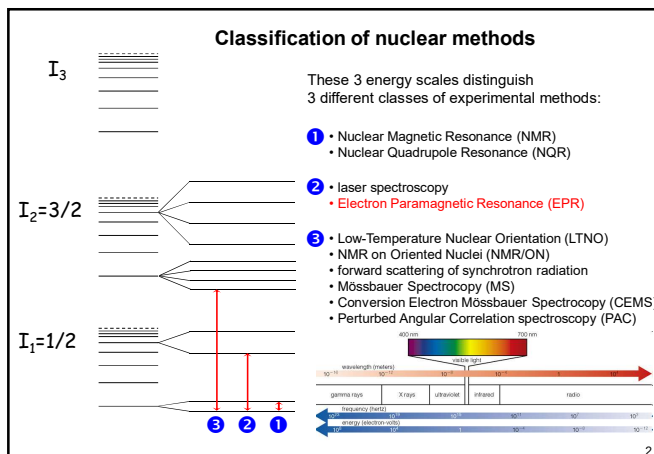 Classification of nuclear methods
I3
These 3 energy scales distinguish
3 different classes of experimental methods:
1 • Nuclear Magnetic Resonance (NMR)
• Nuclear Quadrupole Resonance (NQR)
2 • laser spectroscopy
• Electron Paramagnetic Resonance (EPR)
I2=3/2
3 • Low-Temperature Nuclear Orientation (LTNO)
• NMR on Oriented Nuclei (NMR/ON)
• forward scattering of synchrotron radiation
• Mössbauer Spectroscopy (MS)
• Conversion Electron Mössbauer Spectroscopy (CEMS)
• Perturbed Angular Correlation spectroscopy (PAC)
I1=1/2
400 nm 700 nm
visible light
wavelength (meters)
gamma rays X rays ultraviolet infrared radio
frequency (hertz)
energy (electron-volts)
3 2 1
2